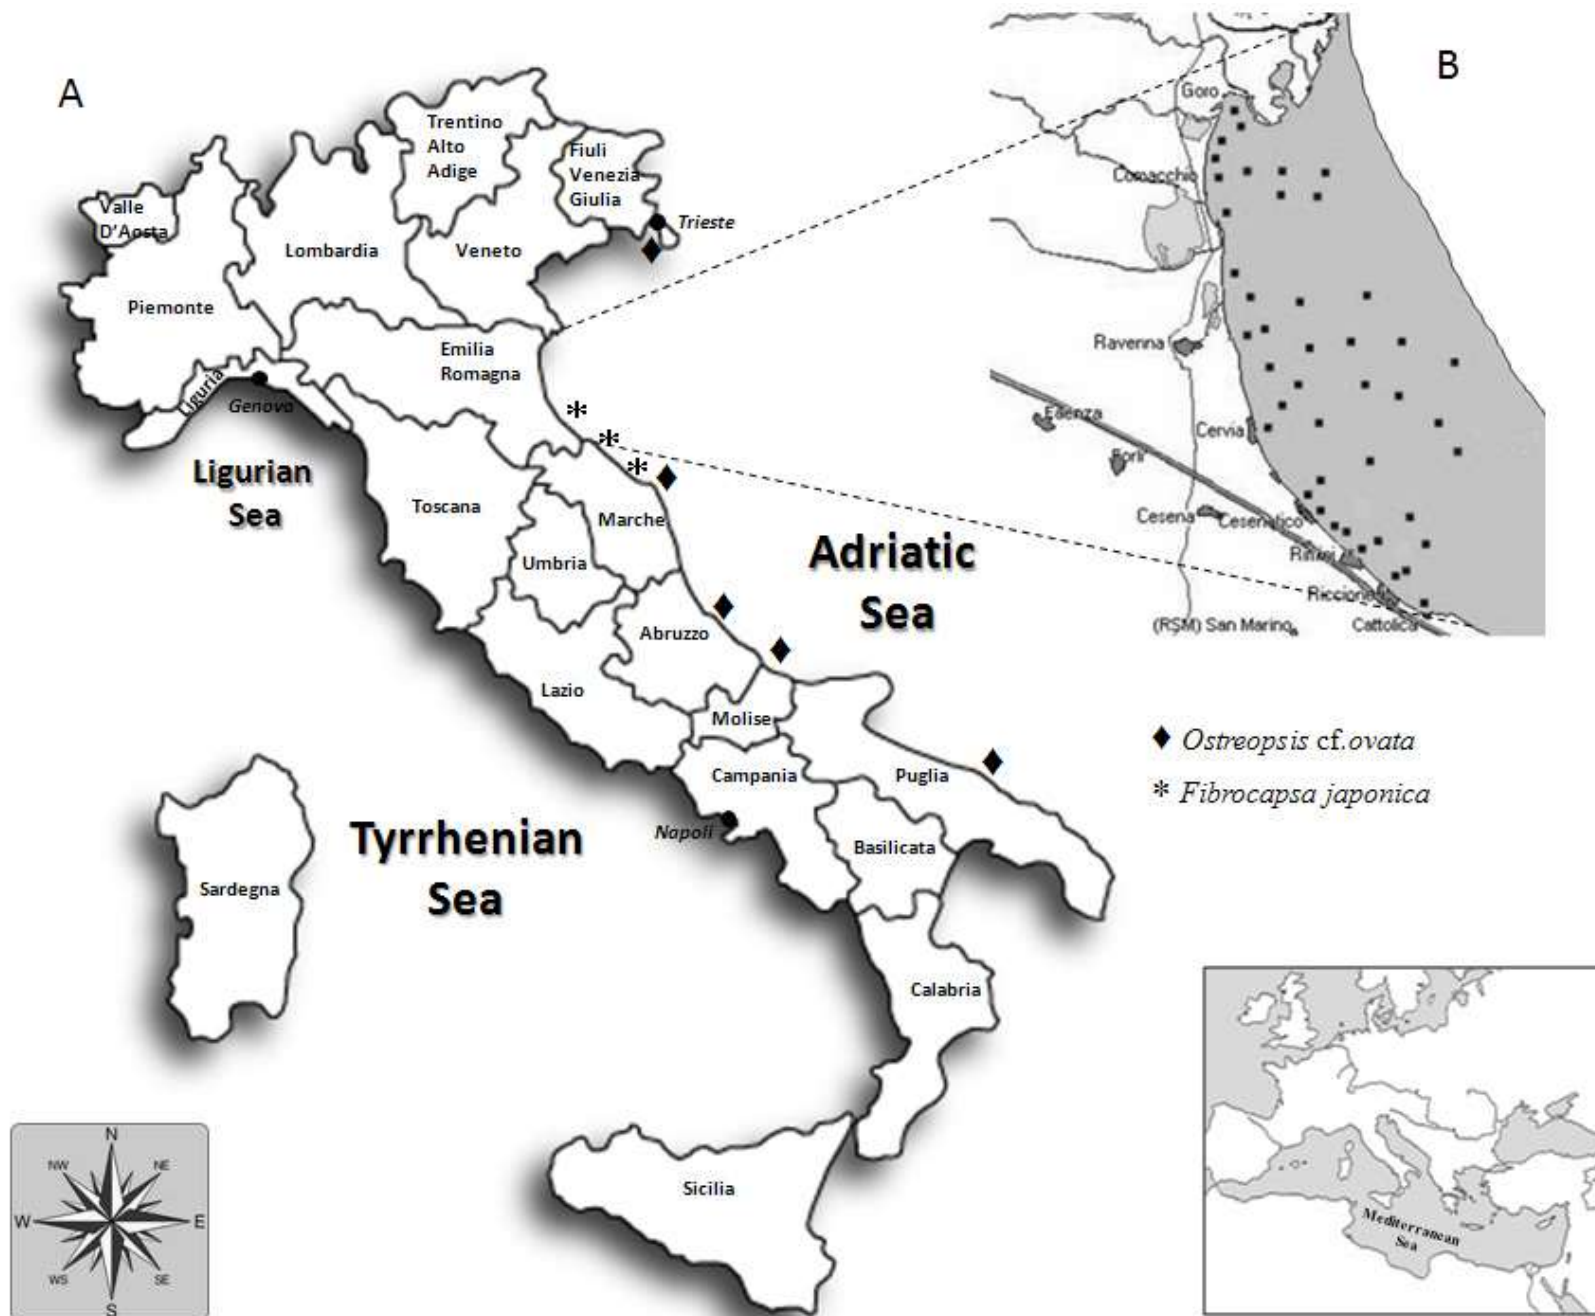 A
B
Trentino
Alto
Adige
Fiuli
Venezia
Giulia
Valle
D'Aosta
Trieste
Lombardia
Veneto
Piemonte
Emilia
Romagna
Liguria
Genova
Ligurian
Sea
Toscana
Marche
Umbria
Adriatic
Sea
Abruzzo
Lazio
Molise
Campania
Puglia
Napoli
Basilicata
Tyrrhenian
Sea
Sardegna
Calabria
Sicilia
Goro
Comacchio
Ravenna
Faenza
Cervia
Forlì
Cesena
Cesenatico
Rimini
Riccione
(RSM) San Marino
Cattolica
♦ Ostreopsis cf.ovata
* Fibrocapsa japonica
N
NW
NE
W
E
WS
SE
S
Mediterranean
Sea